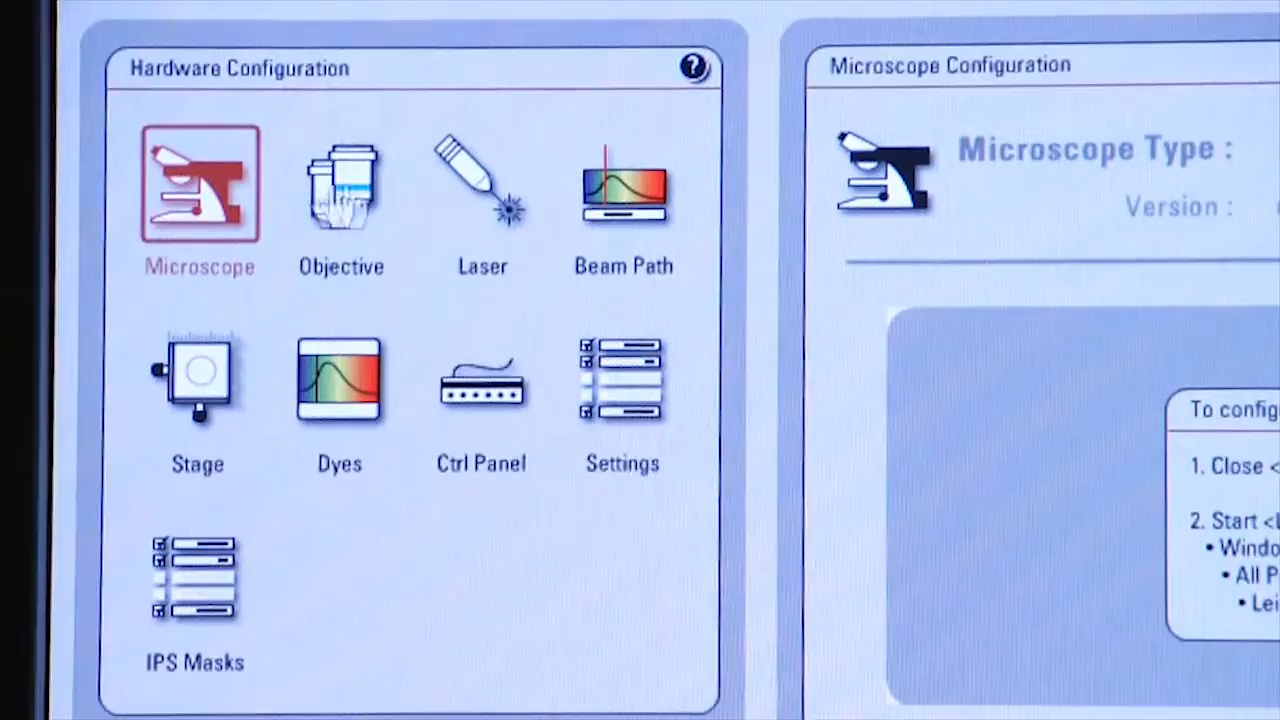 Hardware Configuration
?
Microscope
Objective
Laser
Beam Path
Stage
Dyes
Ctrl Panel
Settings
IPS Masks
Microscope Configuration
Microscope Type :
Version :
To config
1. Close <
2. Start <L
• Windo
• All P
• Lei